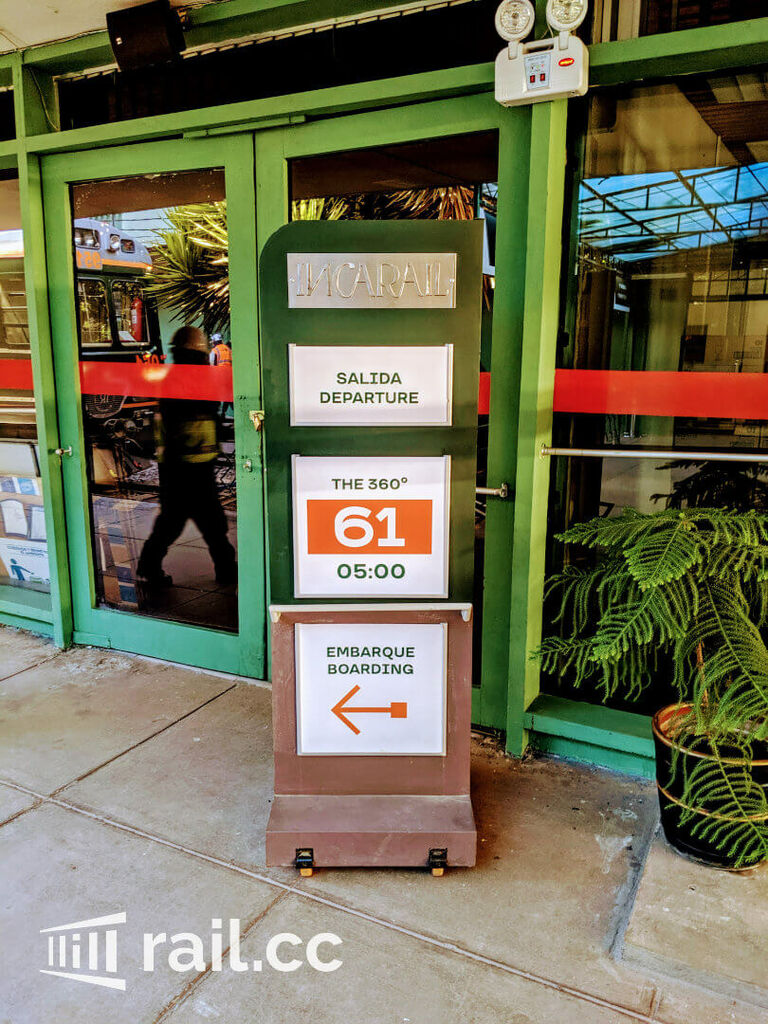 INCARAIL
SALIDA
DEPARTURE
THE 360°
61
05:00
EMBARQUE
BOARDING
rail.cc